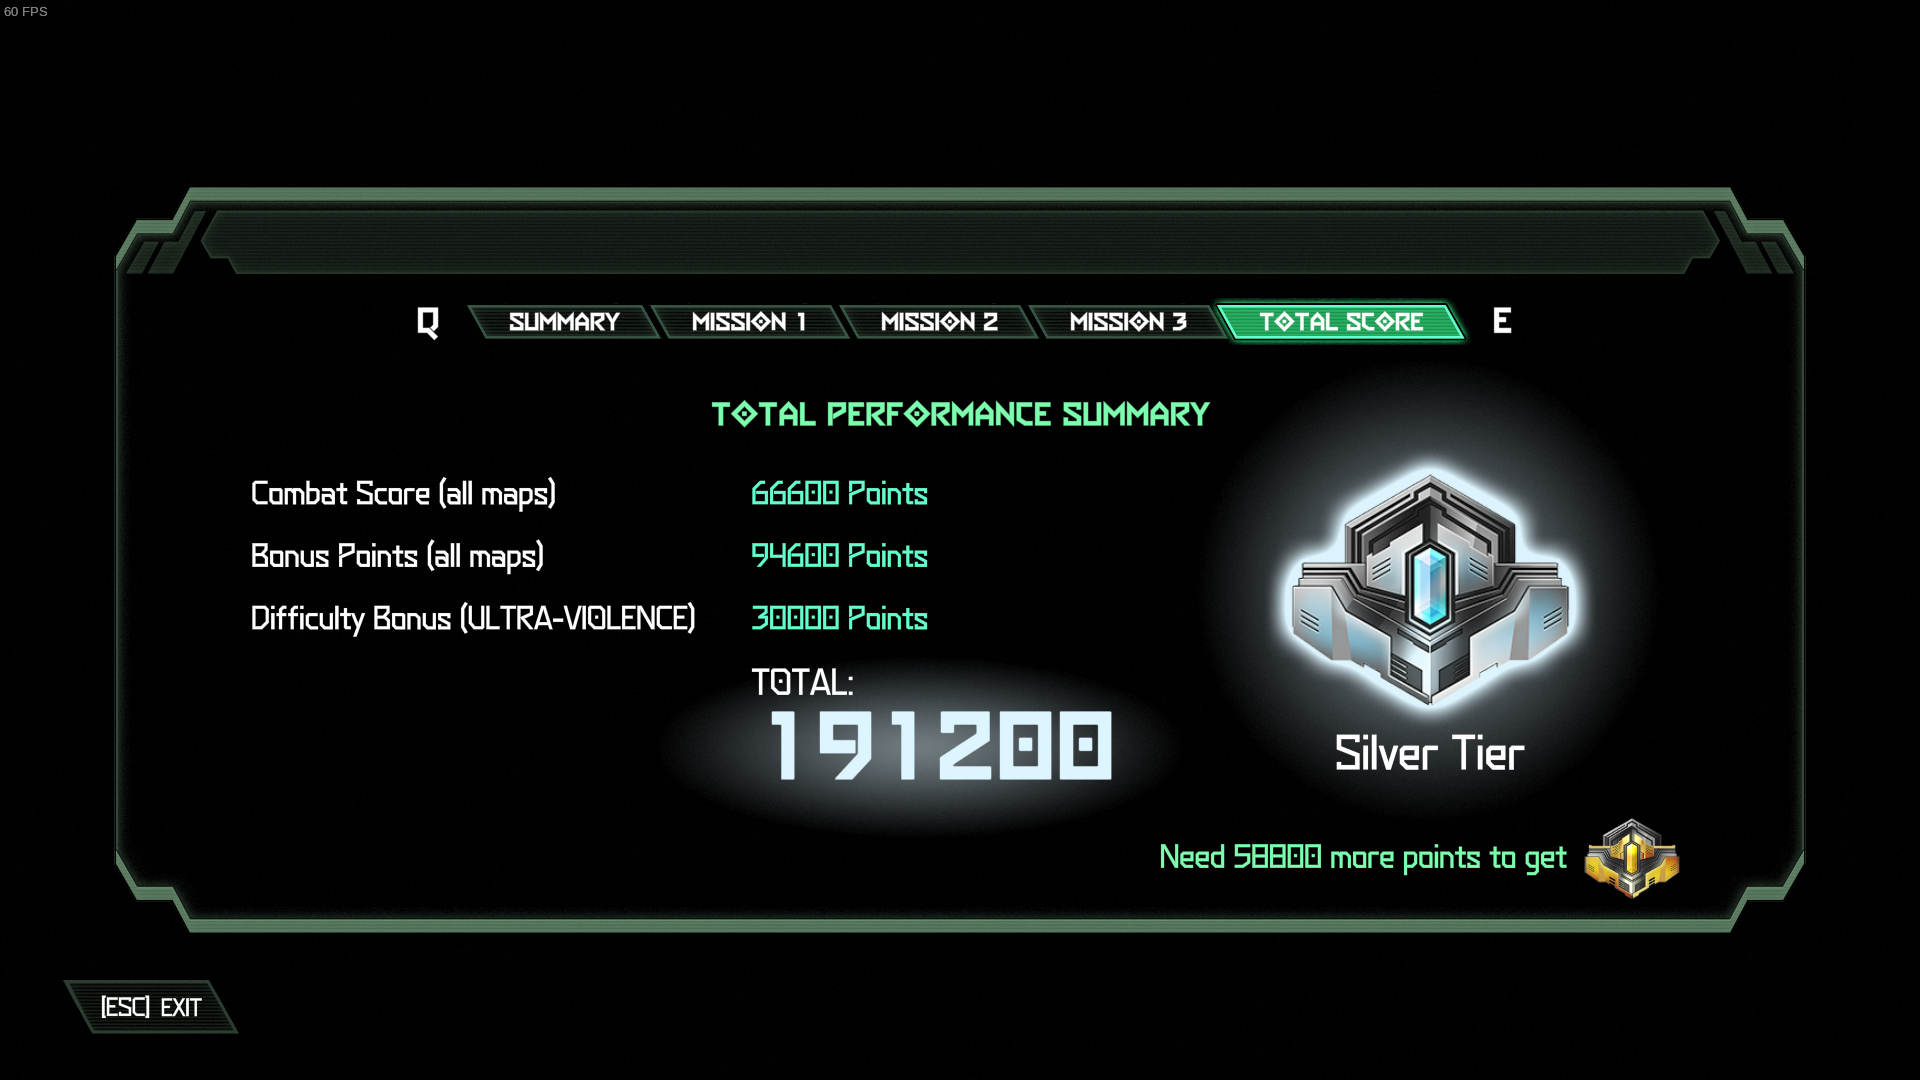 60 FPS
Q SUMMARY MISSION 1 MISSION 2 MISSION 3 TOTAL SCORE E
TOTAL PERFORMANCE SUMMARY
Combat Score (all maps) 66600 Points
Bonus Points (all maps) 94600 Points
Difficulty Bonus (ULTRA-VIOLENCE) 30000 Points
TOTAL:
191200
Silver Tier
Need 58800 more points to get
[ESC] EXIT